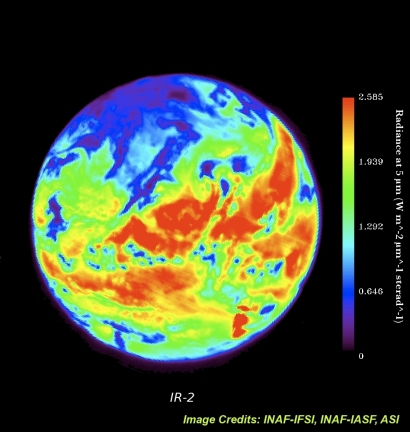 2.585
1.939
1.292
0.646
0
Radiance at 5 μm (W m^-2 μm^-1 sterad^-1)
IR-2
Image Credits: INAF-IFSI, INAF-IASF, ASI